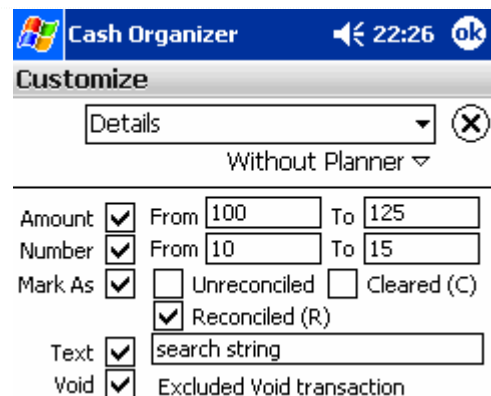 Cash Organizer 22:26 ok
Customize
Details
Without Planner
Amount From 100 To 125
Number From 10 To 15
Mark As Unreconciled Cleared (C)
Reconciled (R)
Text search string
Void Excluded Void transaction